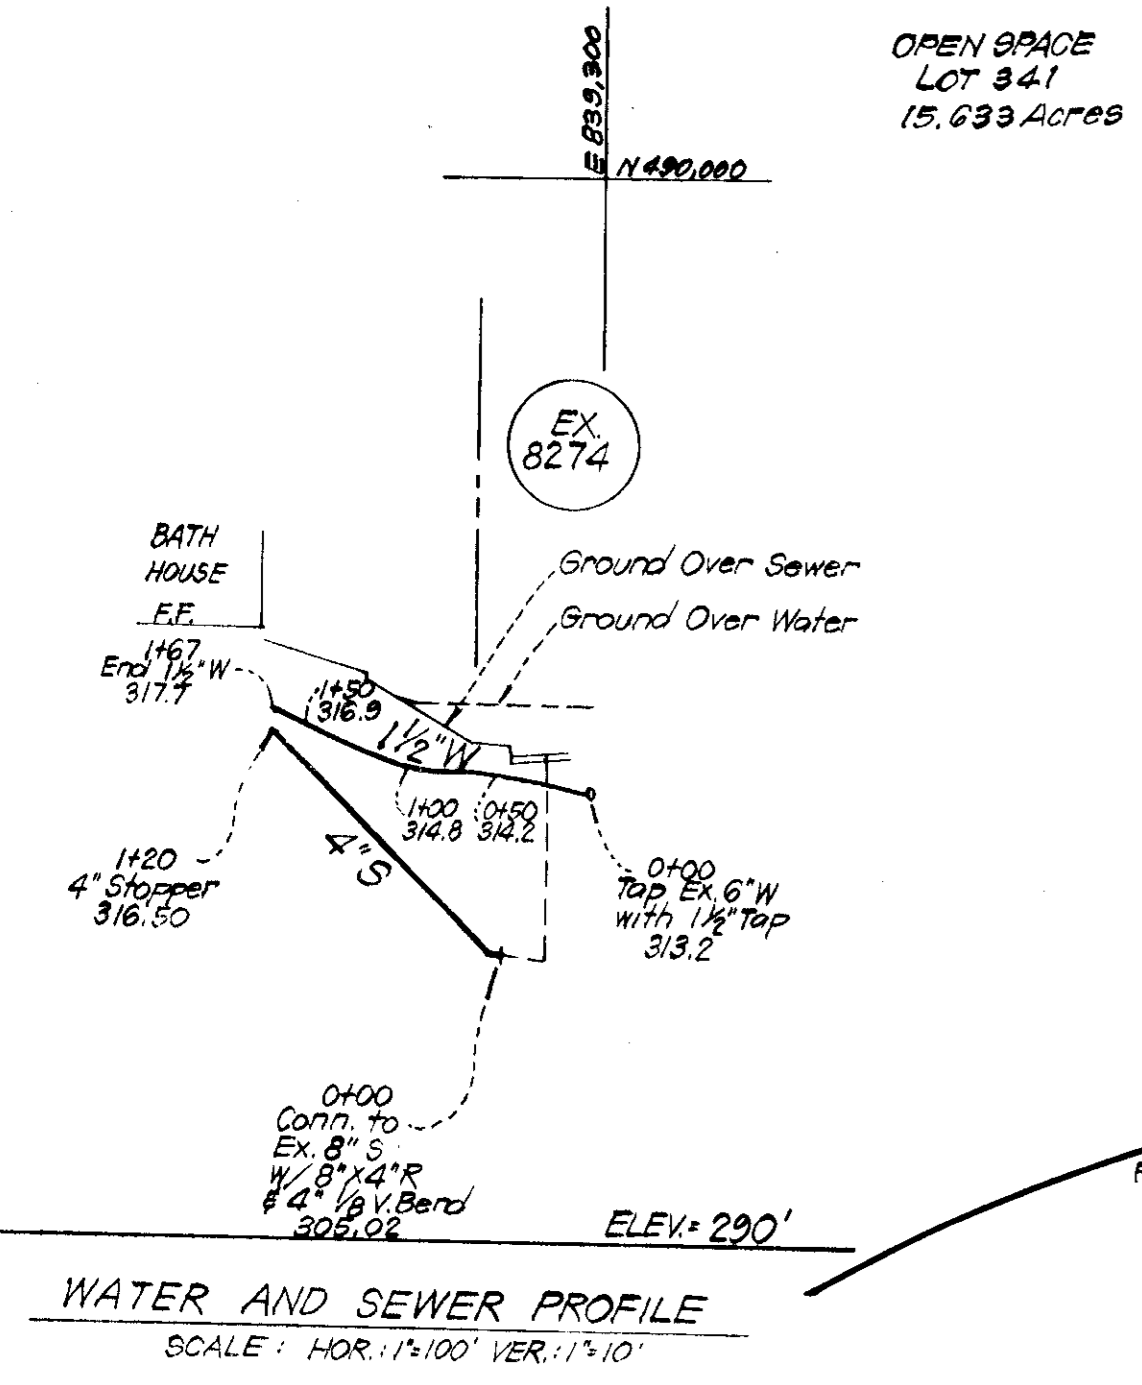 OPEN SPACE
LOT 341
15.633 Acres
E 839,300
N 490,000
EX.
8274
BATH
HOUSE
F.F.
Ground Over Sewer
Ground Over Water
1+67
End 1½" W
317.7
1+50
316.9
1½" W
1+00
314.8
0+50
314.2
4" S
1+20
4" Stopper
316.50
0+00
Tap Ex. 6" W
with 1½" Tap
313.2
0+00
Conn. to
Ex. 8" S
W/ 8" X 4" R
& 4" ⅛ V. Bend
305.02
ELEV. = 290'
WATER AND SEWER PROFILE
SCALE : HOR.: 1"=100' VER.: 1"=10'